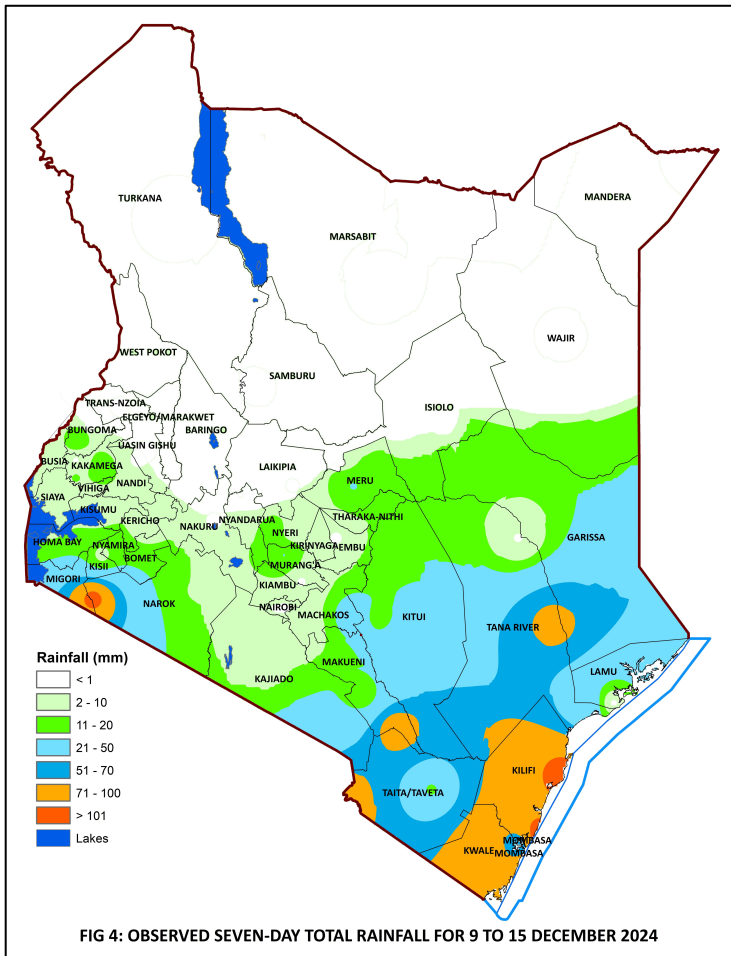 TURKANA
MANDERA
MARSABIT
WAJIR
WEST POKOT
SAMBURU
TRANS-NZOIA
ISIOLO
ELGEYO/MARAKWET
BUNGOMA
BARINGO
UASIN GISHU
BUSIA
KAKAMEGA
LAIKIPIA
NANDI
MERU
VIHIGA
SIAYA
KISUMU
THARAKA-NITHI
KERICHO
NYANDARUA
NAKURU
NYERI
GARISSA
HOMA BAY
NYAMIRA
KIRINYAGA
EMBU
BOMET
KISII
MURANG'A
MIGORI
KIAMBU
NAROK
NAIROBI
MACHAKOS
KITUI
TANA RIVER
MAKUENI
LAMU
KAJIADO
KILIFI
TAITA/TAVETA
MEMBASA
KWALE
MOMBASA
Rainfall (mm)
< 1
2 - 10
11 - 20
21 - 50
51 - 70
71 - 100
> 101
Lakes
FIG 4: OBSERVED SEVEN-DAY TOTAL RAINFALL FOR 9 TO 15 DECEMBER 2024